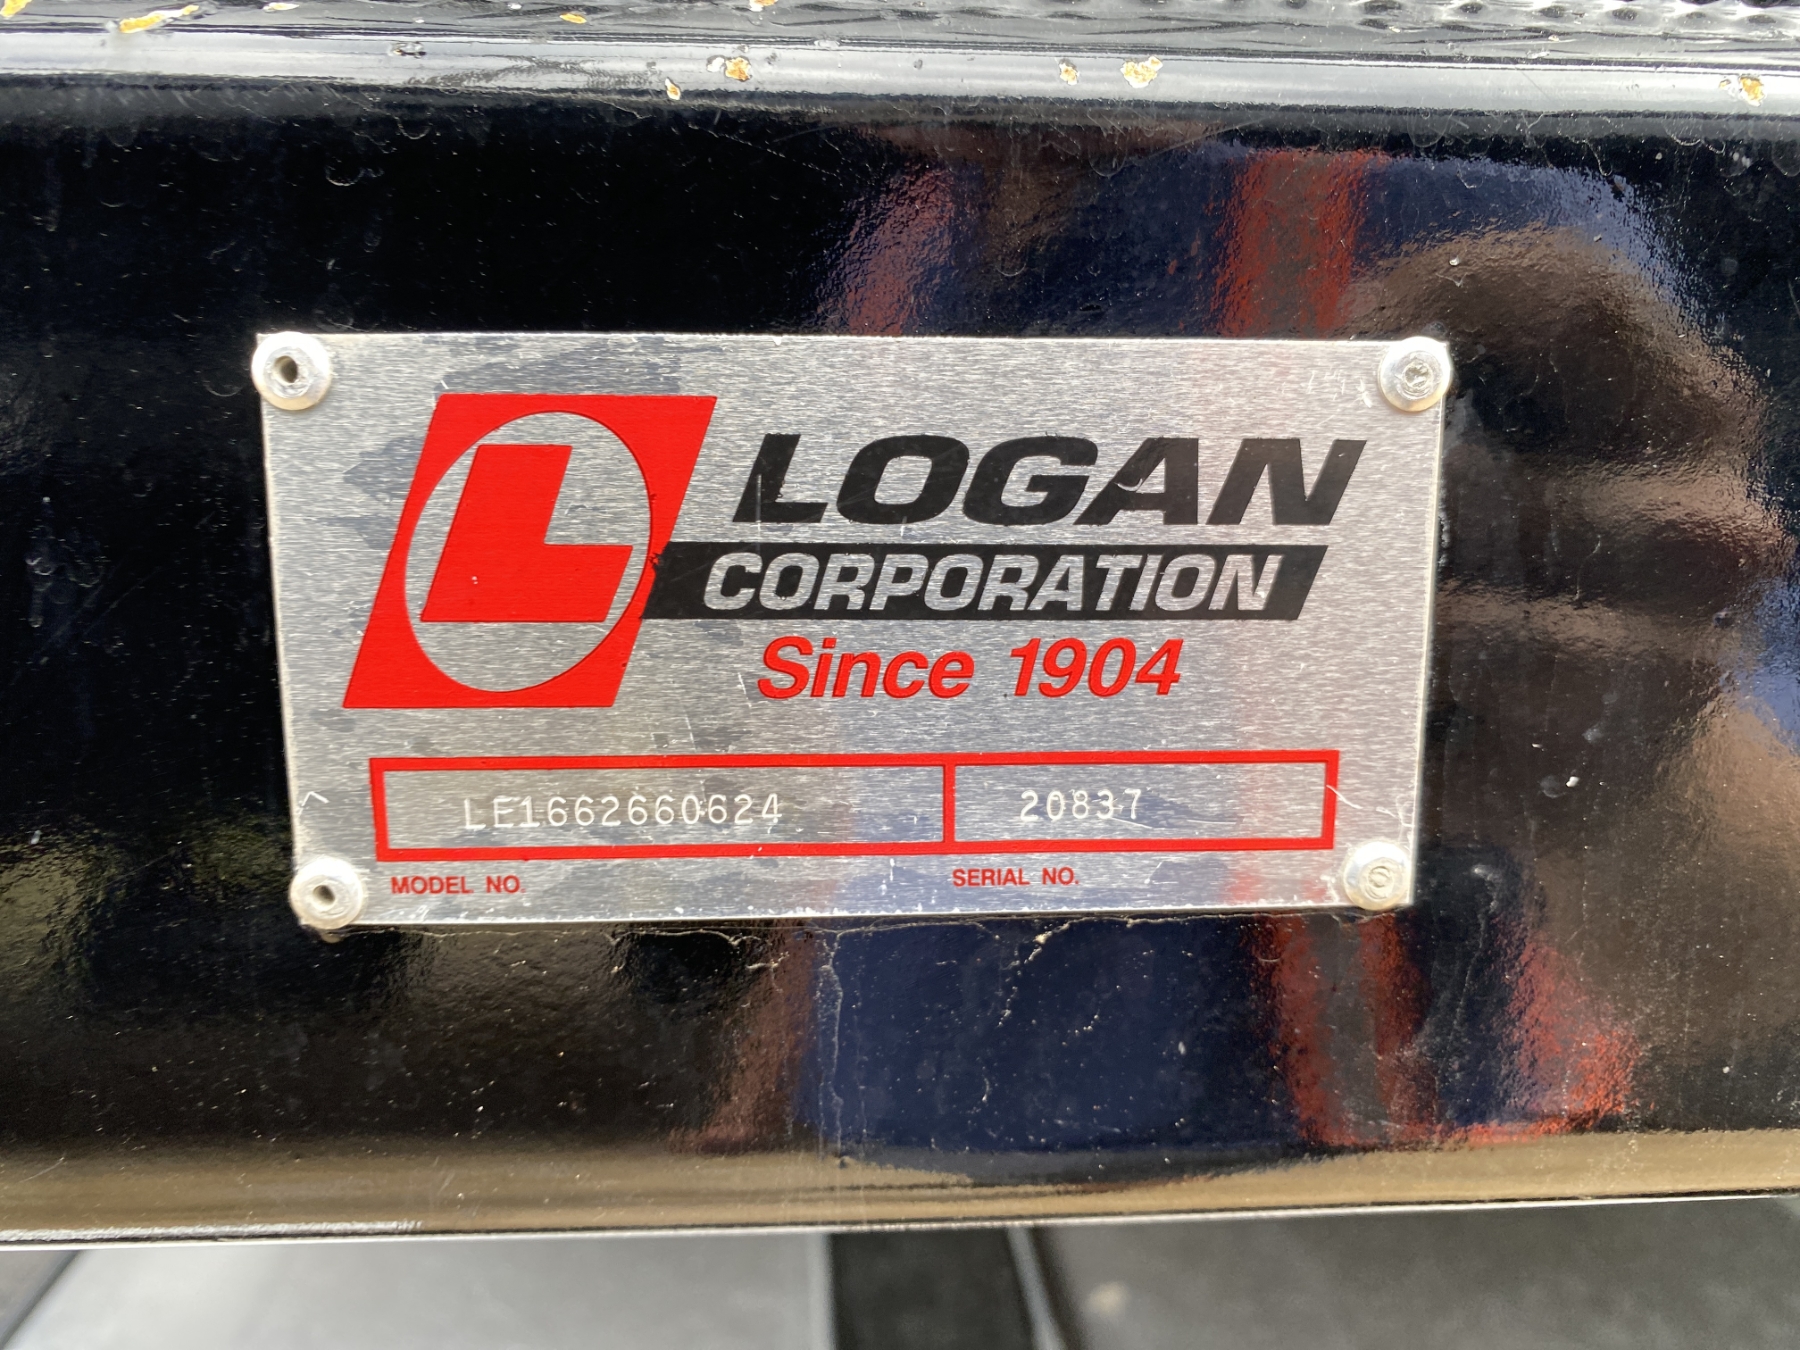 L
LOGAN
CORPORATION
Since 1904
LE1662660624 20837
MODEL NO. SERIAL NO.